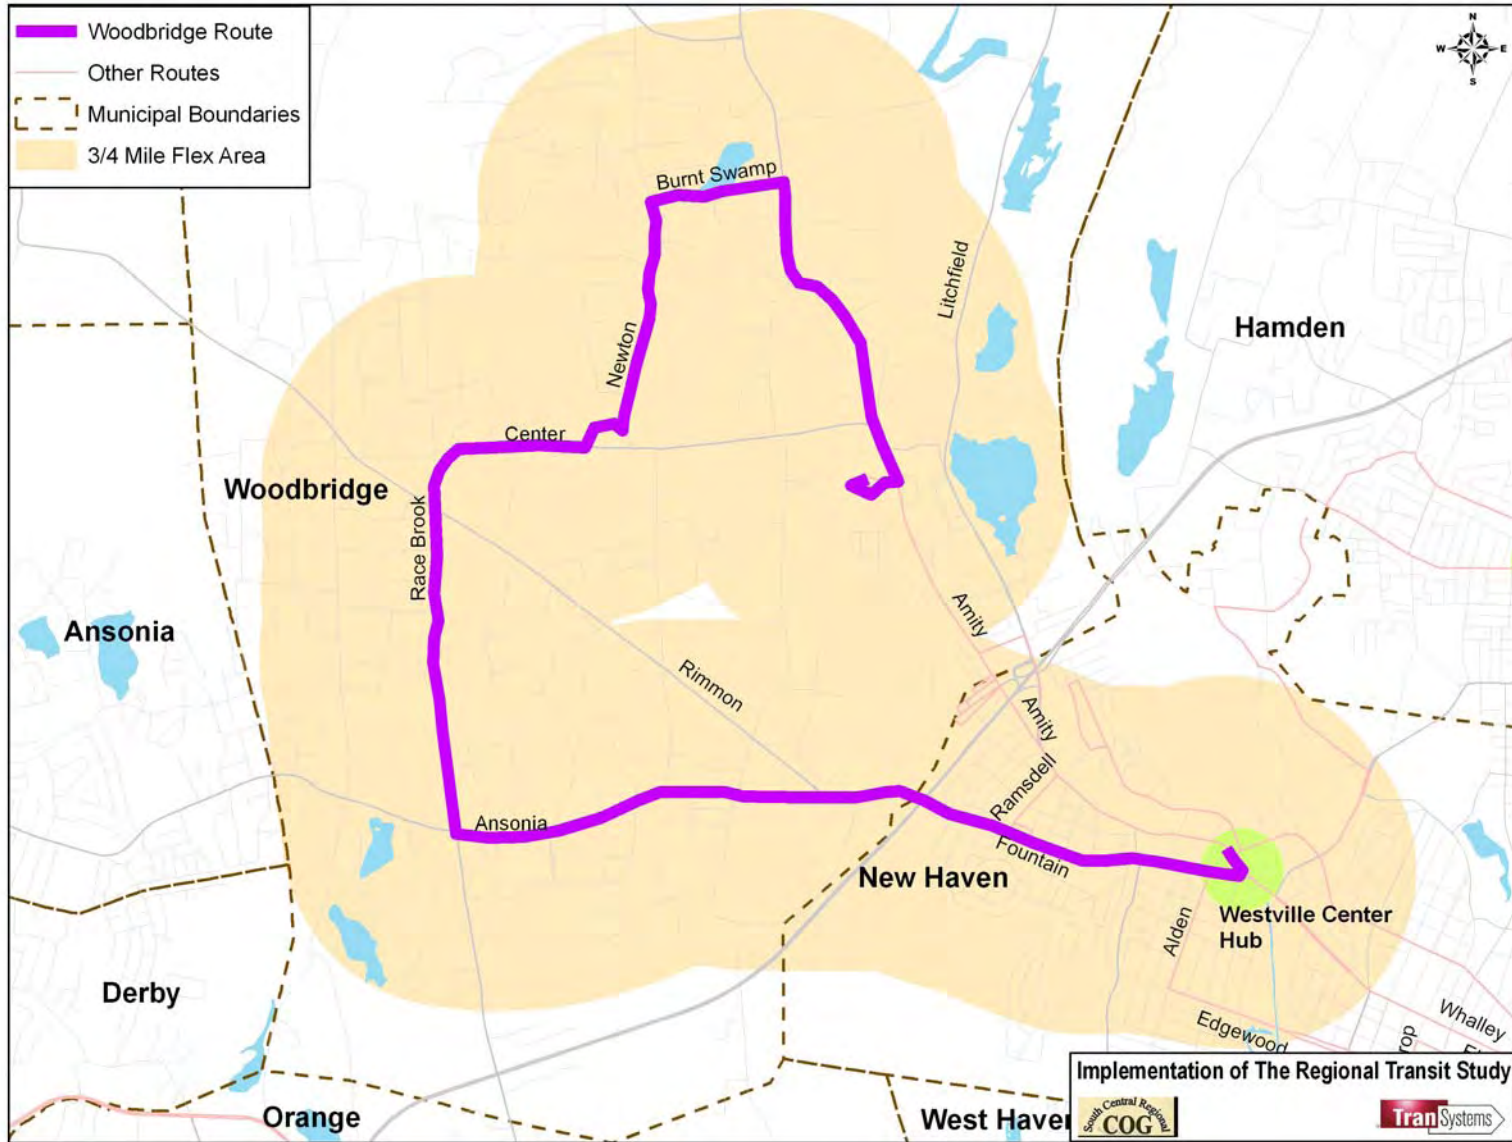 Woodbridge Route
Other Routes
Municipal Boundaries
3/4 Mile Flex Area
N
W E
S
Burnt Swamp
Litchfield
Hamden
Newton
Center
Woodbridge
Race Brook
Ansonia
Amity
Rimmon
Amity
Ramsdell
Ansonia
Fountain
New Haven
Westville Center
Hub
Alden
Derby
Whalley
Edgewood
rop
Orange
West Haven
Implementation of The Regional Transit Study
South Central Regional
COG
TranSystems